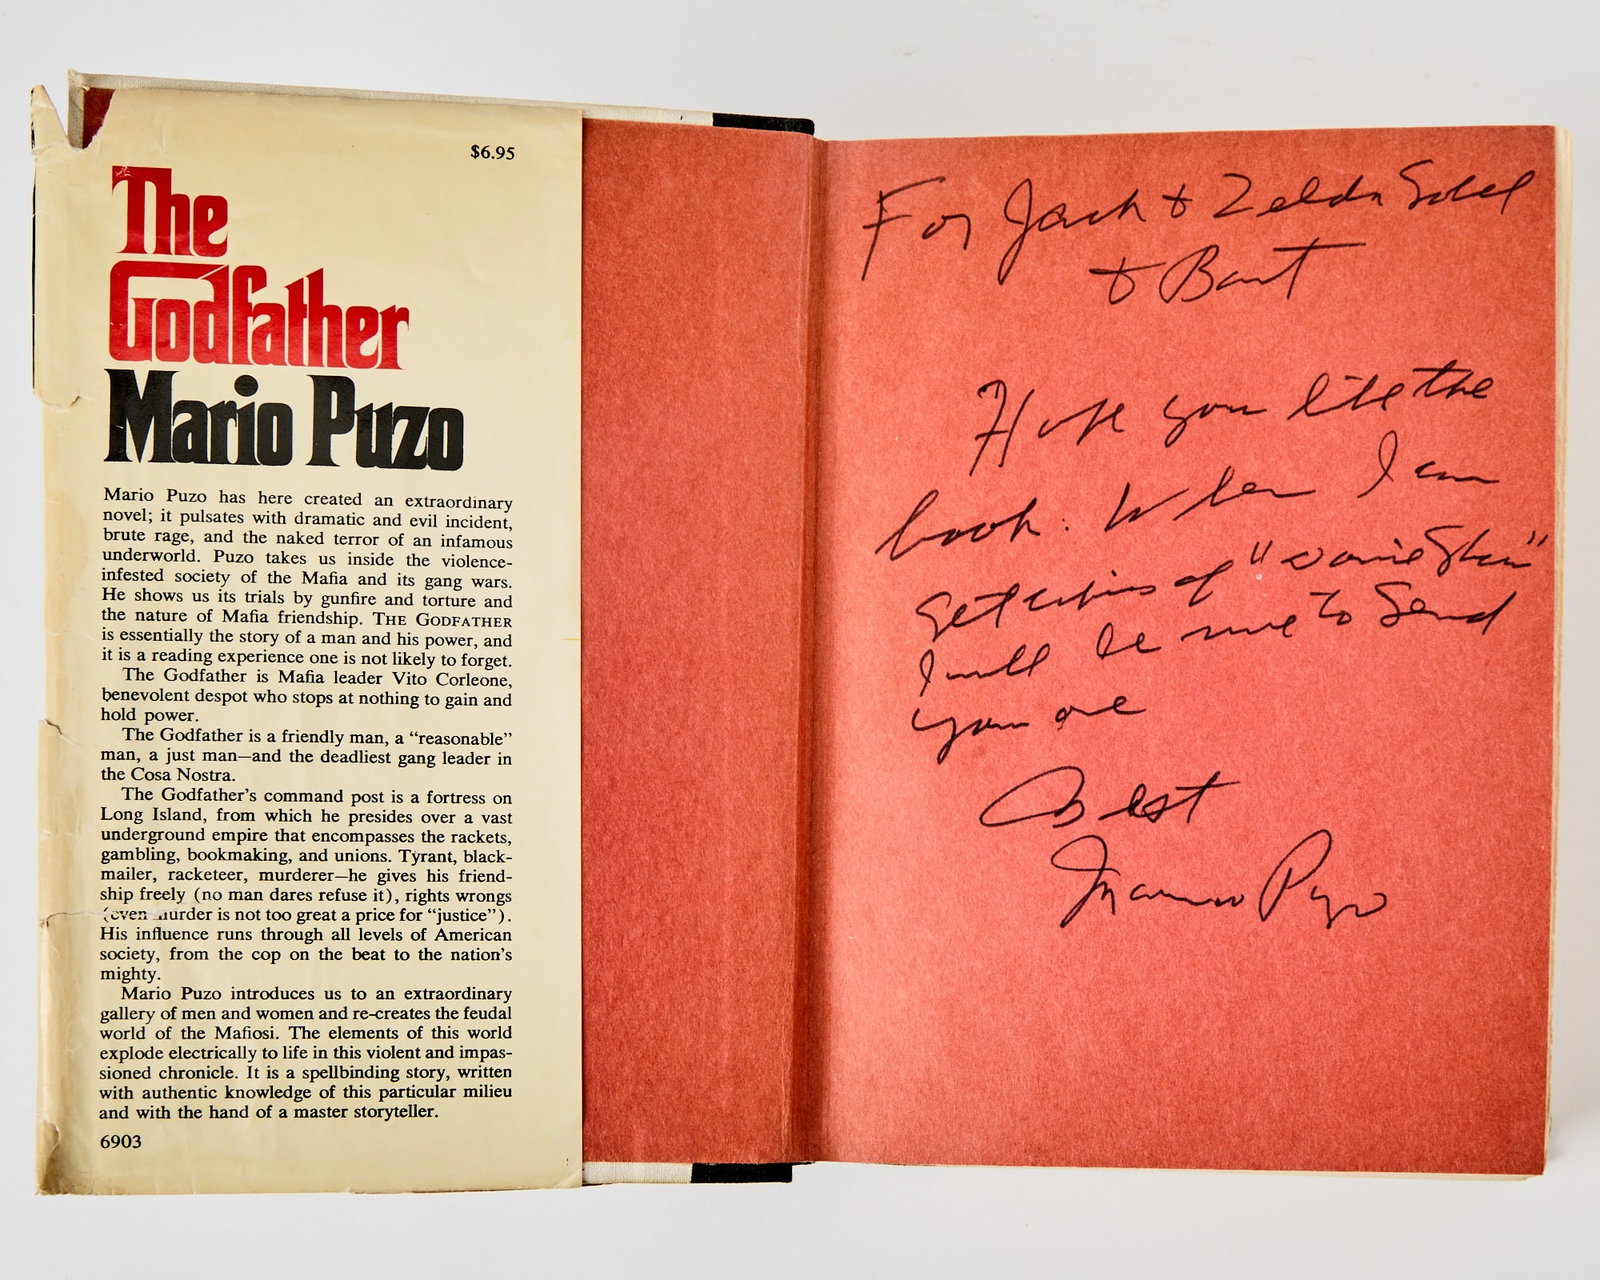 $6.95
The
Godfather
Mario Puzo
Mario Puzo has here created an extraordinary
novel; it pulsates with dramatic and evil incident,
brute rage, and the naked terror of an infamous
underworld. Puzo takes us inside the violence-
infested society of the Mafia and its gang wars.
He shows us its trials by gunfire and torture and
the nature of Mafia friendship. THE GODFATHER
is essentially the story of a man and his power, and
it is a reading experience one is not likely to forget.
The Godfather is Mafia leader Vito Corleone,
benevolent despot who stops at nothing to gain and
hold power.
The Godfather is a friendly man, a “reasonable”
man, a just man—and the deadliest gang leader in
the Cosa Nostra.
The Godfather's command post is a fortress on
Long Island, from which he presides over a vast
underground empire that encompasses the rackets,
gambling, bookmaking, and unions. Tyrant, black-
mailer, racketeer, murderer—he gives his friend-
ship freely (no man dares refuse it), rights wrongs
(even murder is not too great a price for “justice”).
His influence runs through all levels of American
society, from the cop on the beat to the nation's
mighty.
Mario Puzo introduces us to an extraordinary
gallery of men and women and re-creates the feudal
world of the Mafiosi. The elements of this world
explode electrically to life in this violent and impas-
sioned chronicle. It is a spellbinding story, written
with authentic knowledge of this particular milieu
and with the hand of a master storyteller.
6903
For Jack & Zelda
& Bart
Hope you like the
book. When I can
get copies of
I will be sure to send
you one
Best
Mario Puzo